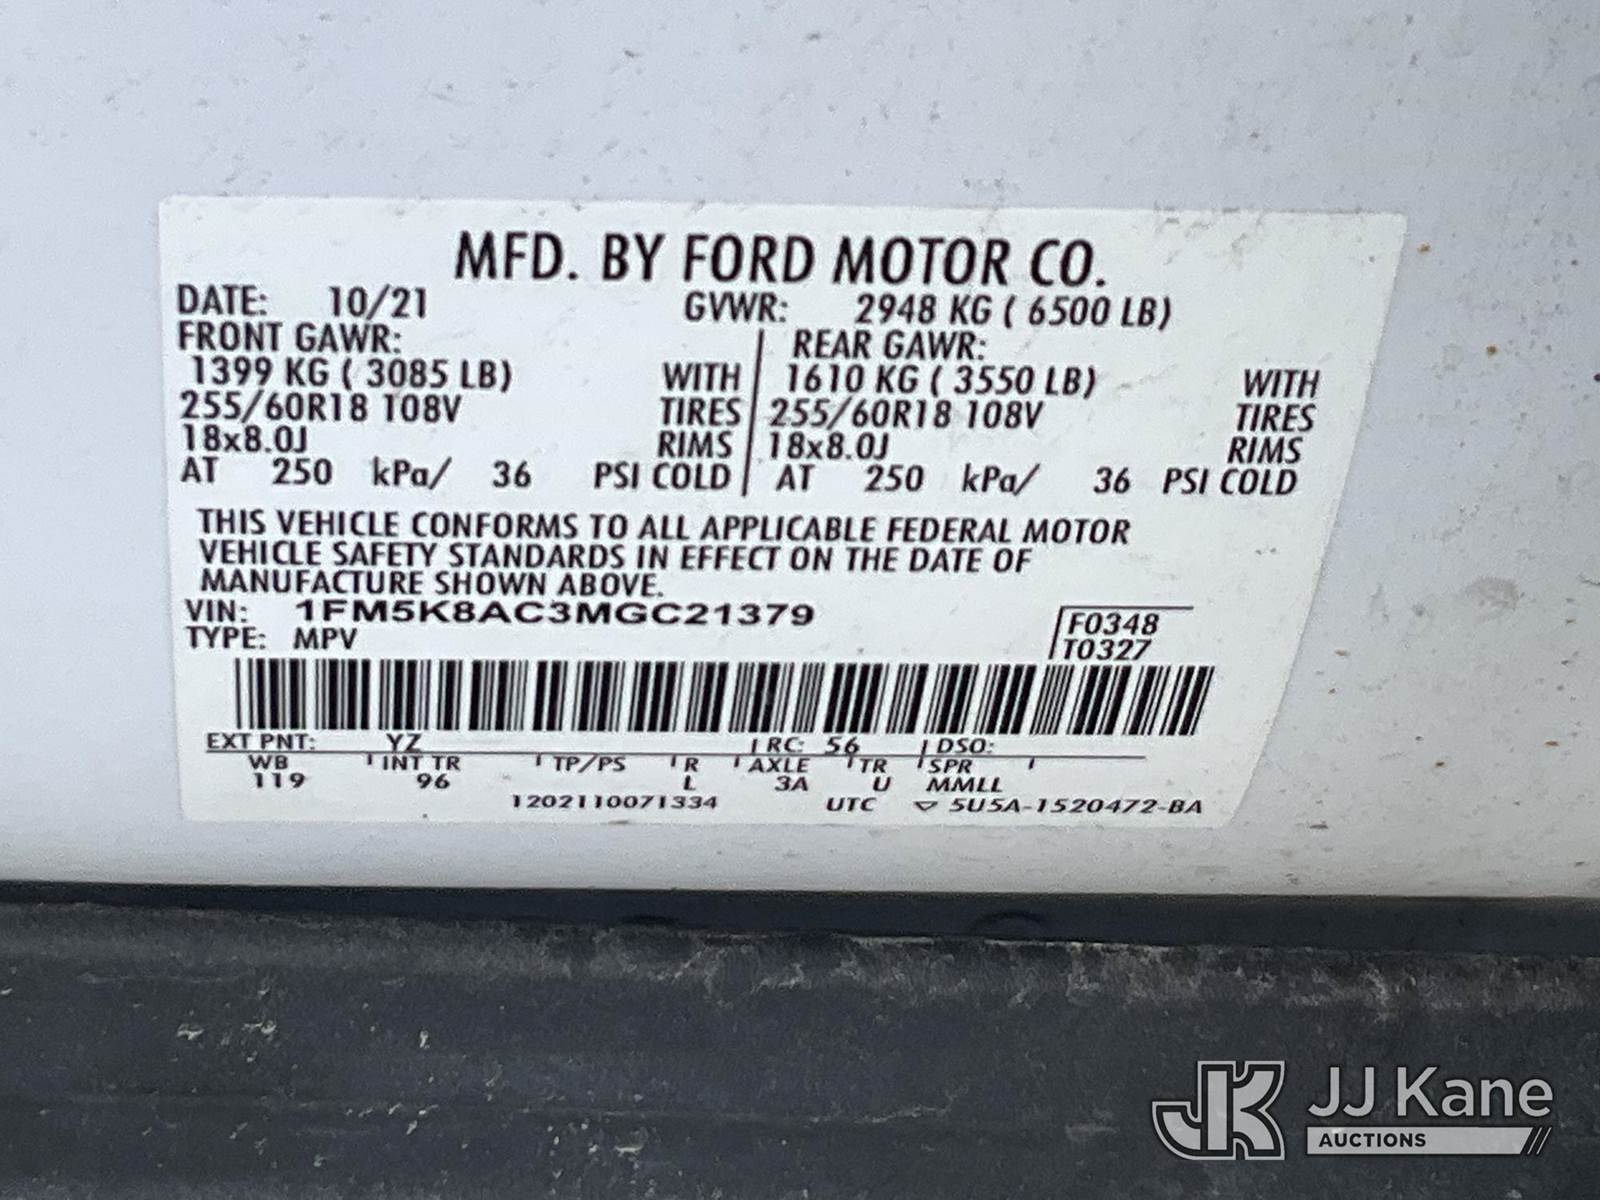 MFD. BY FORD MOTOR CO.
DATE: 10/21 GVWR: 2948 KG ( 6500 LB)
FRONT GAWR: REAR GAWR:
1399 KG ( 3085 LB) WITH 1610 KG ( 3550 LB) WITH
255/60R18 108V TIRES 255/60R18 108V TIRES
18x8.0J RIMS 18x8.0J RIMS
AT 250 kPa/ 36 PSI COLD AT 250 kPa/ 36 PSI COLD
THIS VEHICLE CONFORMS TO ALL APPLICABLE FEDERAL MOTOR
VEHICLE SAFETY STANDARDS IN EFFECT ON THE DATE OF
MANUFACTURE SHOWN ABOVE.
VIN: 1FM5K8AC3MGC21379
TYPE: MPV
F0348
T0327
EXT PNT: YZ RC: 56 DSO:
WB INT TR TP/PS R AXLE TR SPR
119 96 L 3A U MMLL
1202110071334 UTC ▽ 5U5A-1520472-BA
JK JJ Kane
AUCTIONS